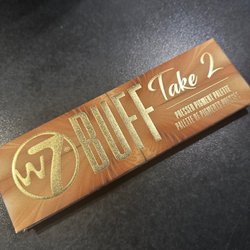 W7
BUFF
Take 2
PRESSED PIGMENT PALETTE
PALETTE DE PIGMENTS PRESSÉS